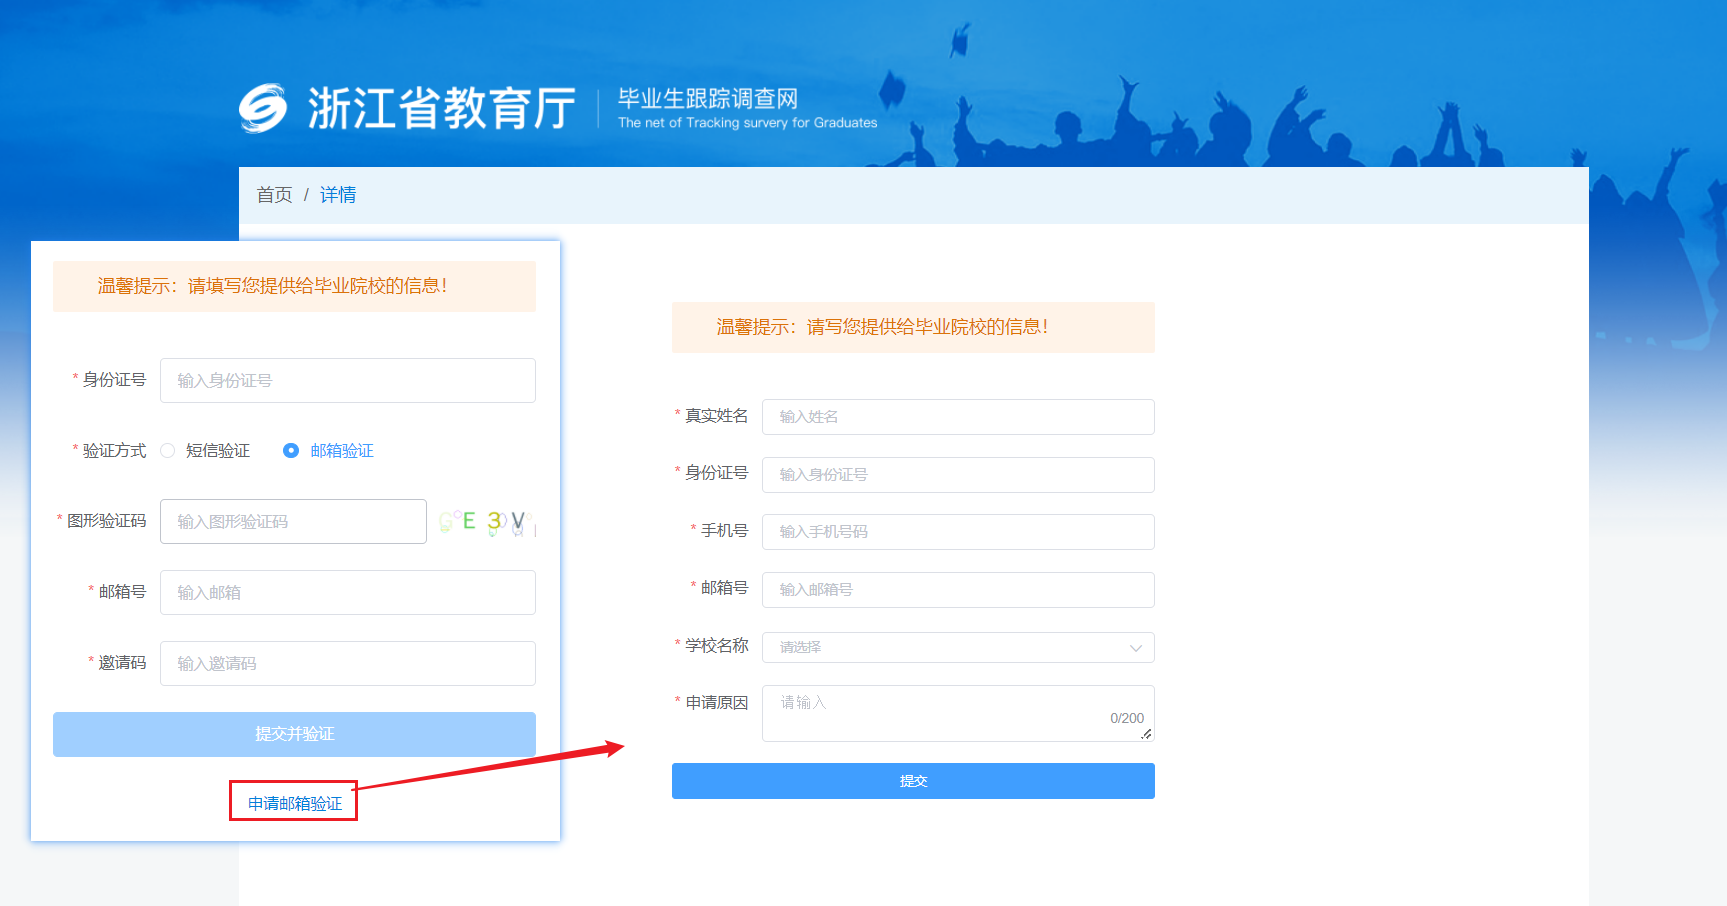 浙江省教育厅
毕业生跟踪调查网
The net of Tracking survery for Graduates
首页 / 详情
温馨提示：请填写您提供给毕业院校的信息！
* 身份证号 输入身份证号
* 验证方式 短信验证 邮箱验证
* 图形验证码 输入图形验证码 GE3V
* 邮箱号 输入邮箱
* 邀请码 输入邀请码
提交并验证
申请邮箱验证
温馨提示：请写您提供给毕业院校的信息！
* 真实姓名 输入姓名
* 身份证号 输入身份证号
* 手机号 输入手机号码
* 邮箱号 输入邮箱号
* 学校名称 请选择
* 申请原因 请输入
0/200
提交